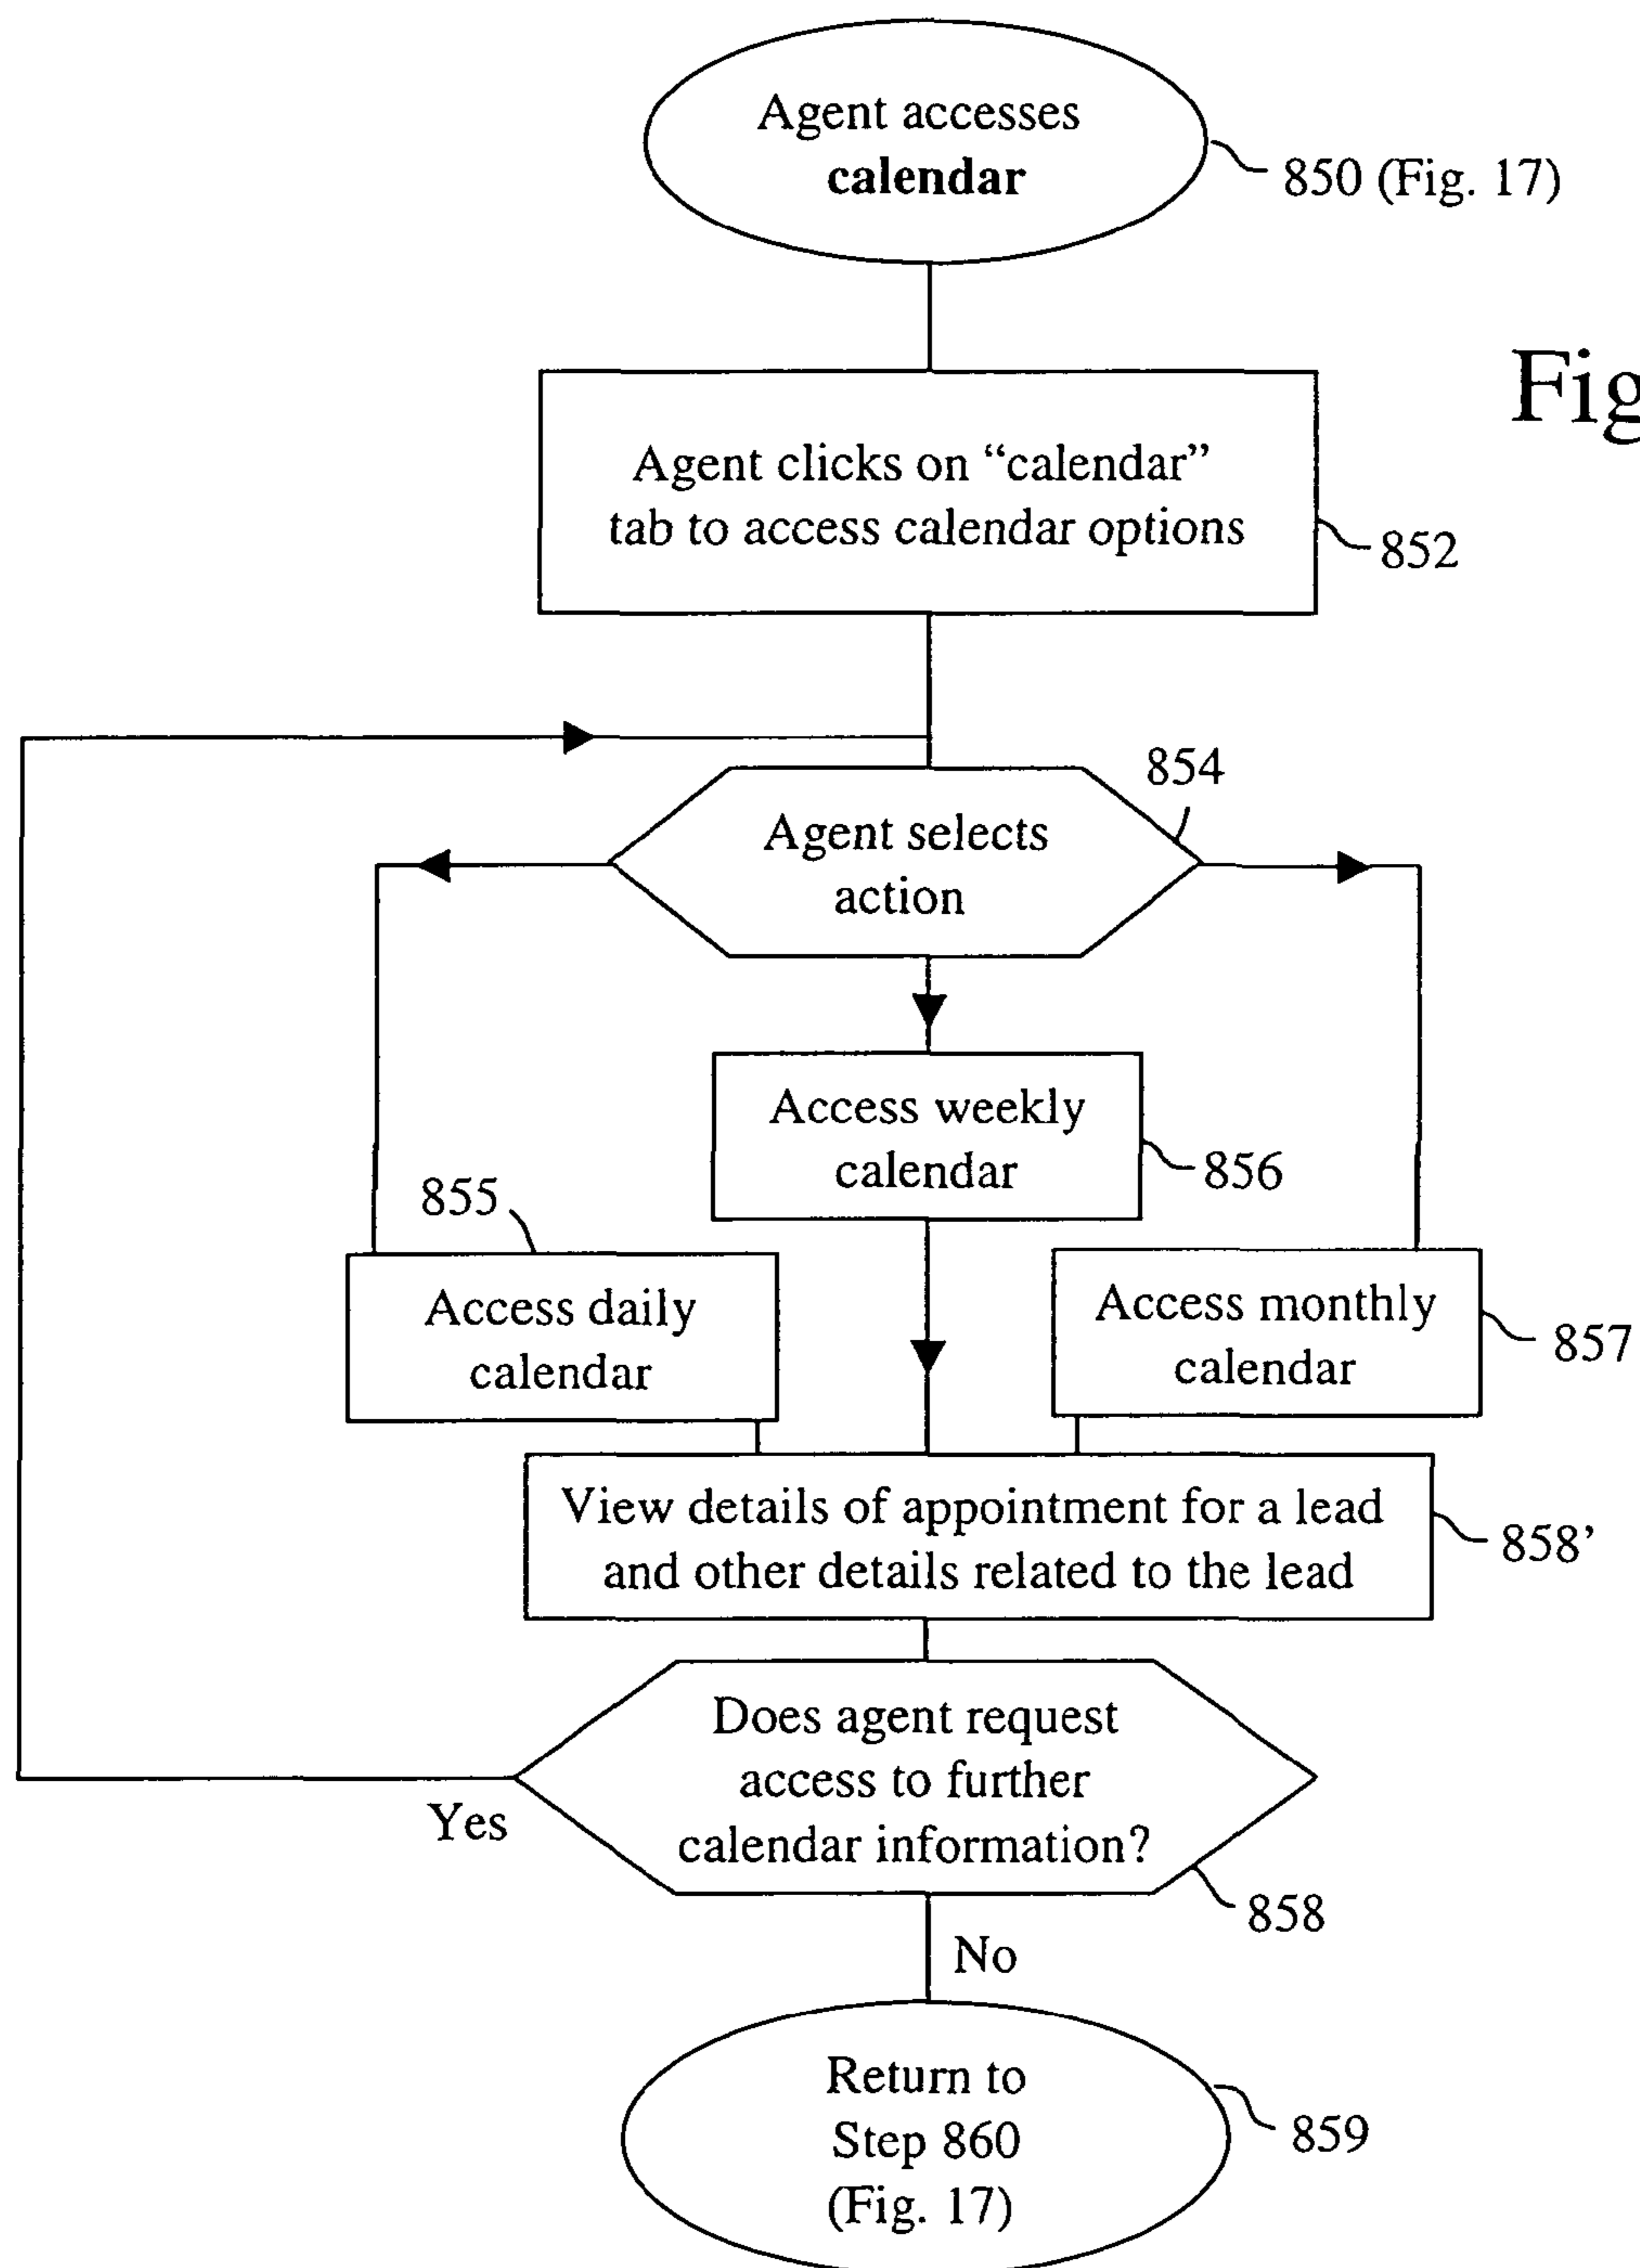 Agent accesses
calendar
850 (Fig. 17)
Fig
Agent clicks on “calendar”
tab to access calendar options
852
854
Agent selects
action
Access weekly
calendar
856
855
Access daily
calendar
Access monthly
calendar
857
View details of appointment for a lead
and other details related to the lead
858’
Does agent request
access to further
calendar information?
Yes
858
No
Return to
Step 860
(Fig. 17)
859